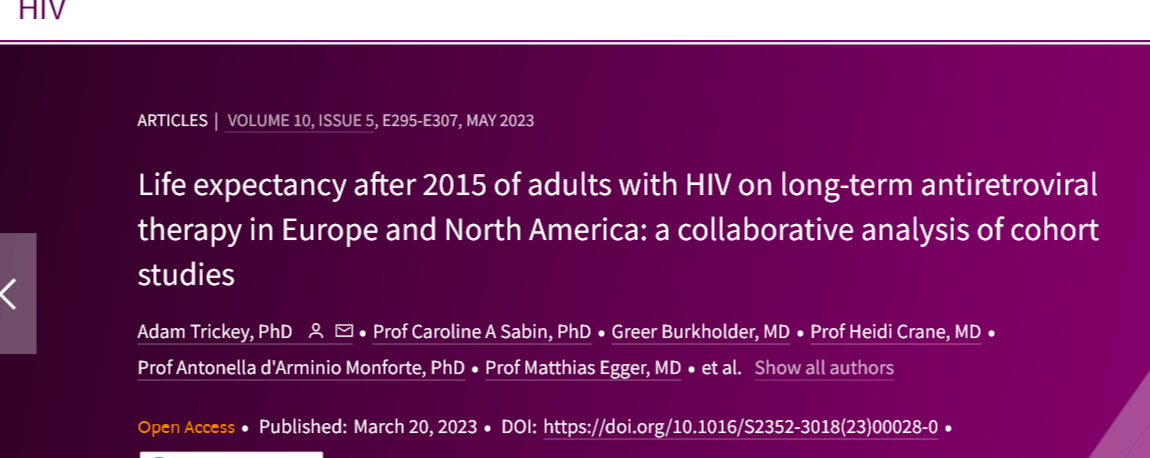 HIV
ARTICLES | VOLUME 10, ISSUE 5, E295-E307, MAY 2023
Life expectancy after 2015 of adults with HIV on long-term antiretroviral
therapy in Europe and North America: a collaborative analysis of cohort
studies
Adam Trickey, PhD • Prof Caroline A Sabin, PhD • Greer Burkholder, MD • Prof Heidi Crane, MD •
Prof Antonella d'Arminio Monforte, PhD • Prof Matthias Egger, MD • et al. Show all authors
Open Access • Published: March 20, 2023 • DOI: https://doi.org/10.1016/S2352-3018(23)00028-0 •